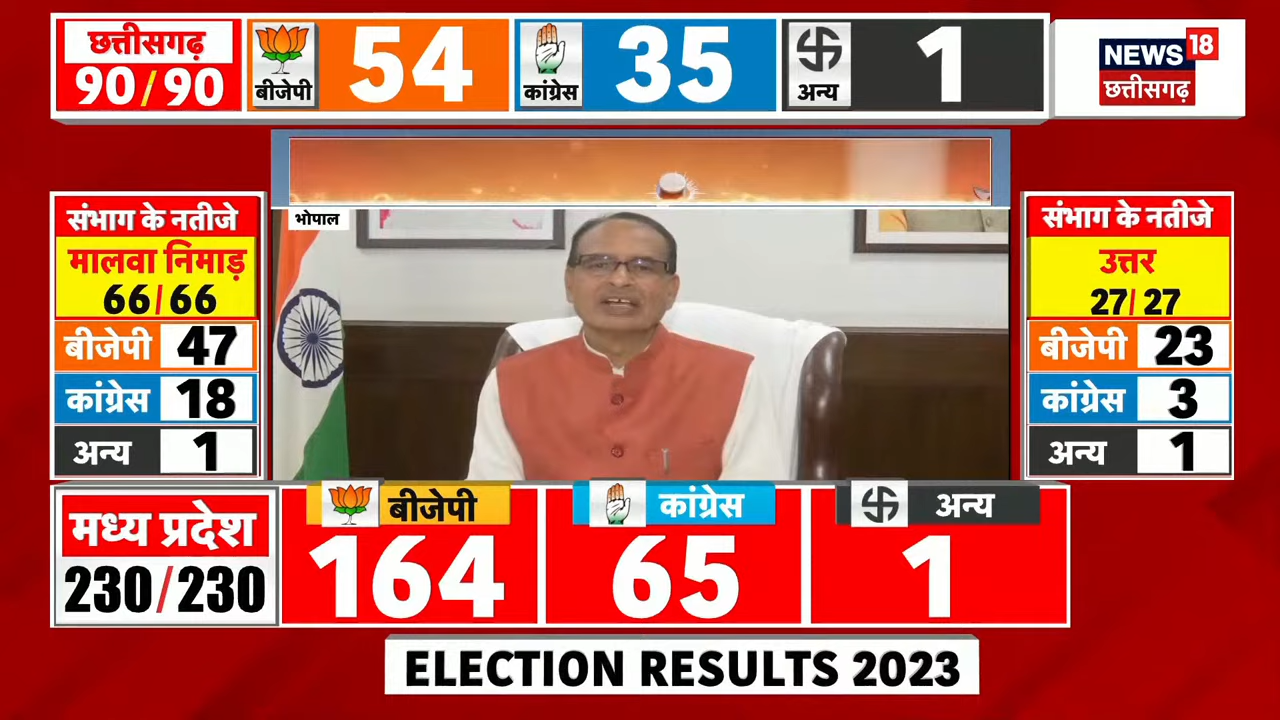 छत्तीसगढ़
90/90
बीजेपी
54
कांग्रेस
35
अन्य
1
NEWS 18
छत्तीसगढ़
संभाग के नतीजे
मालवा निमाड़
66/66
बीजेपी 47
कांग्रेस 18
अन्य 1
भोपाल
संभाग के नतीजे
उत्तर
27/27
बीजेपी 23
कांग्रेस 3
अन्य 1
मध्य प्रदेश
230/230
बीजेपी
164
कांग्रेस
65
अन्य
1
ELECTION RESULTS 2023